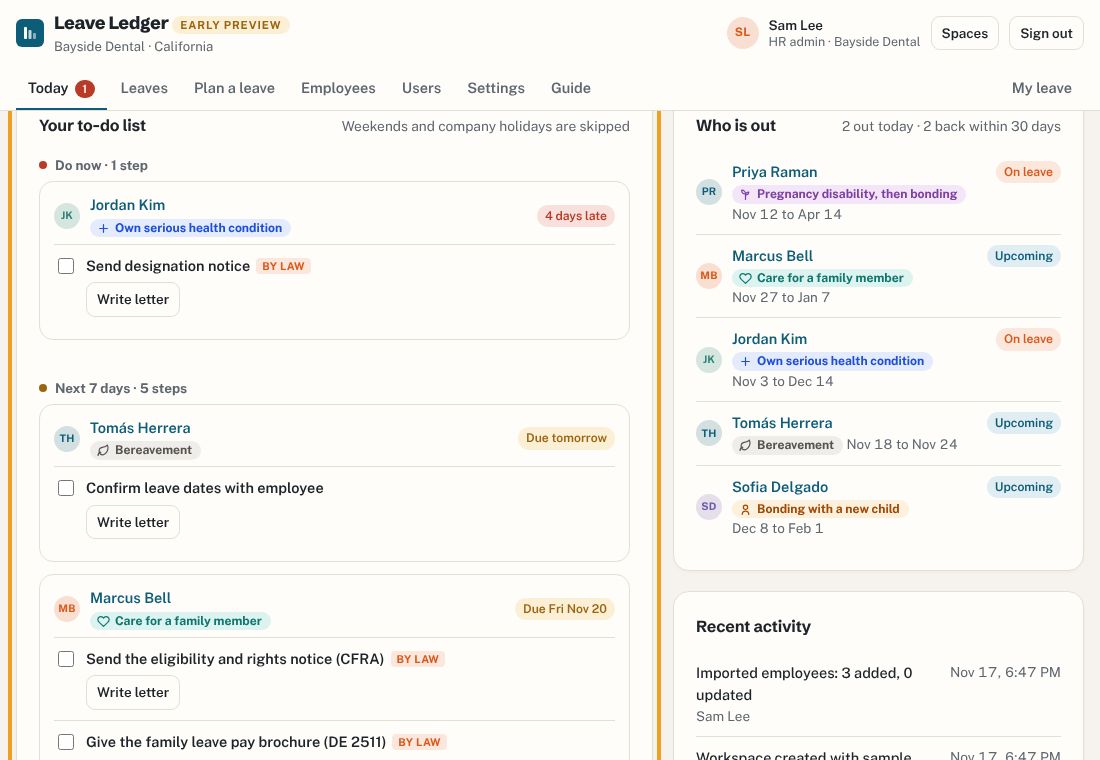 Leave Ledger EARLY PREVIEW
Bayside Dental · California
SL
Sam Lee
HR admin · Bayside Dental
Spaces
Sign out
Today 1
Leaves
Plan a leave
Employees
Users
Settings
Guide
My leave
Your to-do list
Weekends and company holidays are skipped
Do now · 1 step
JK
Jordan Kim
Own serious health condition
4 days late
Send designation notice BY LAW
Write letter
Next 7 days · 5 steps
TH
Tomás Herrera
Bereavement
Due tomorrow
Confirm leave dates with employee
Write letter
MB
Marcus Bell
Care for a family member
Due Fri Nov 20
Send the eligibility and rights notice (CFRA) BY LAW
Write letter
Give the family leave pay brochure (DE 2511) BY LAW
Who is out
2 out today · 2 back within 30 days
PR
Priya Raman
On leave
Pregnancy disability, then bonding
Nov 12 to Apr 14
MB
Marcus Bell
Upcoming
Care for a family member
Nov 27 to Jan 7
JK
Jordan Kim
On leave
Own serious health condition
Nov 3 to Dec 14
TH
Tomás Herrera
Upcoming
Bereavement Nov 18 to Nov 24
SD
Sofia Delgado
Upcoming
Bonding with a new child
Dec 8 to Feb 1
Recent activity
Imported employees: 3 added, 0
updated
Nov 17, 6:47 PM
Sam Lee
Workspace created with sample
Nov 17, 6:47 PM